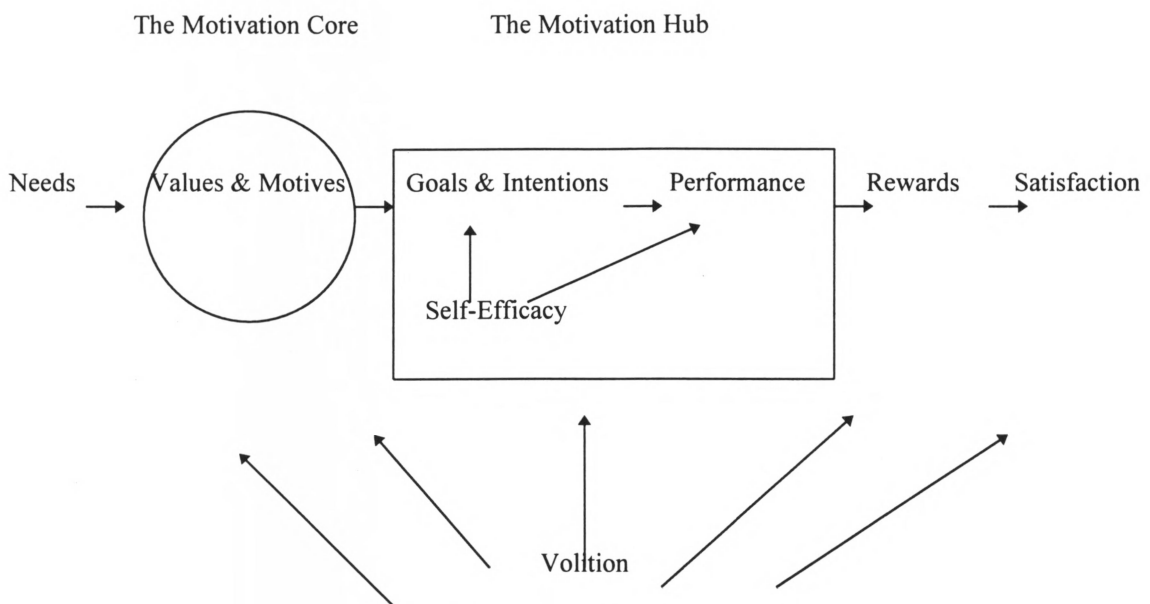 The Motivation Core The Motivation Hub
Needs Values & Motives Goals & Intentions Performance Rewards Satisfaction
Self-Efficacy
Volition